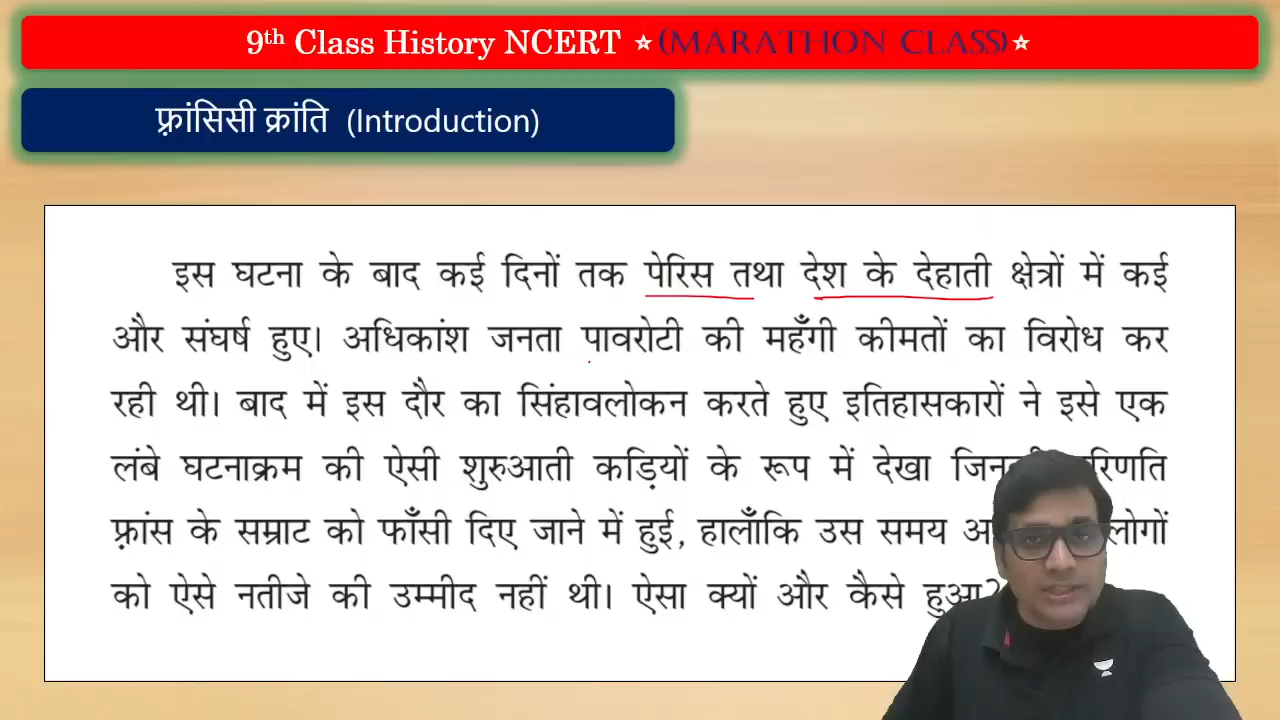 9th Class History NCERT ☆(MARATHON CLASS)☆
फ़्रांसिसी क्रांति (Introduction)
इस घटना के बाद कई दिनों तक पेरिस तथा देश के देहाती क्षेत्रों में कई
और संघर्ष हुए। अधिकांश जनता पावरोटी की महँगी कीमतों का विरोध कर
रही थी। बाद में इस दौर का सिंहावलोकन करते हुए इतिहासकारों ने इसे एक
लंबे घटनाक्रम की ऐसी शुरुआती कड़ियों के रूप में देखा
फ़्रांस के सम्राट को फाँसी दिए जाने में हुई, हालाँकि उस समय लोगों
को ऐसे नतीजे की उम्मीद नहीं थी। ऐसा क्यों और कैसे हुआ?